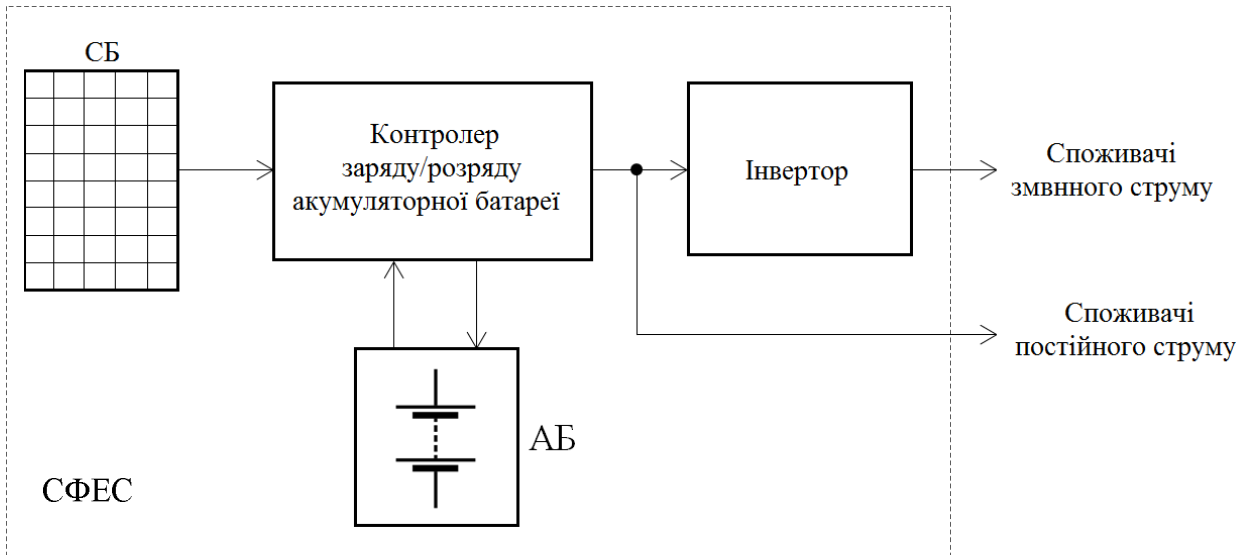 СБ
Контролер
заряду/розряду
акумуляторної батареї
Інвертор
Споживачі
змвнного струму
Споживачі
постійного струму
АБ
СФЕС